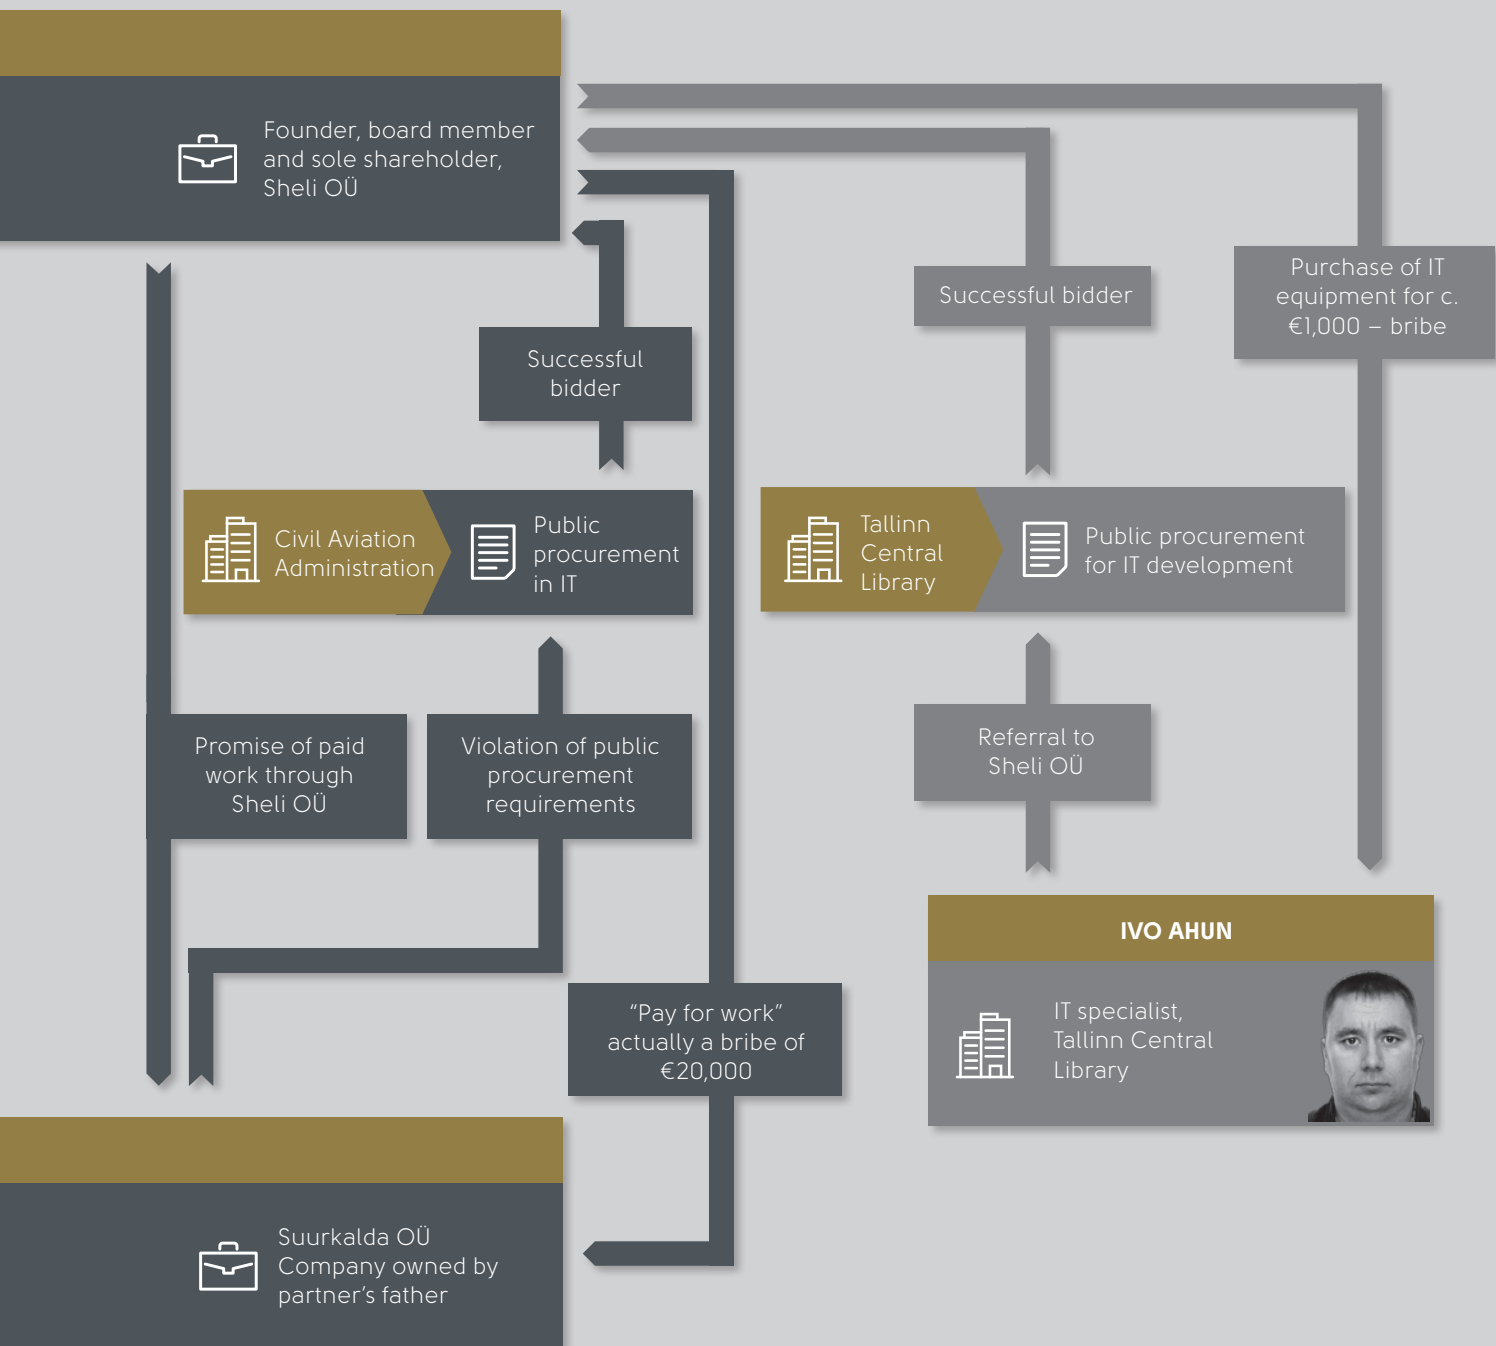 Founder, board member
and sole shareholder,
Sheli OÜ
Purchase of IT
equipment for c.
€1,000 – bribe
Successful bidder
Successful
bidder
Civil Aviation
Administration
Public
procurement
in IT
Tallinn
Central
Library
Public procurement
for IT development
Promise of paid
work through
Sheli OÜ
Violation of public
procurement
requirements
Referral to
Sheli OÜ
IVO AHUN
IT specialist,
Tallinn Central
Library
“Pay for work”
actually a bribe of
€20,000
Suurkalda OÜ
Company owned by
partner’s father